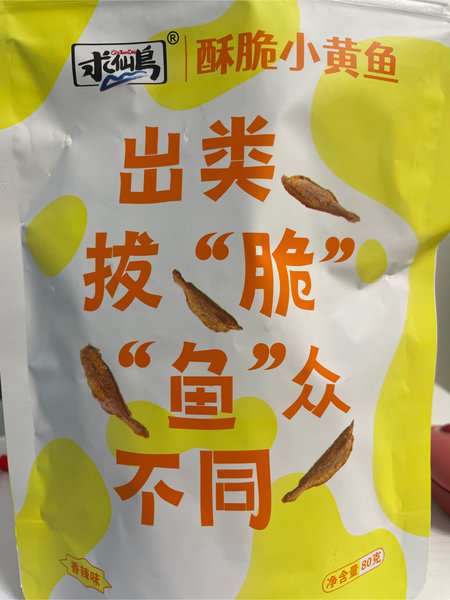 求仙岛®
酥脆小黄鱼
出类
拔“脆”
“鱼”众
不同
香辣味
净含量 80克